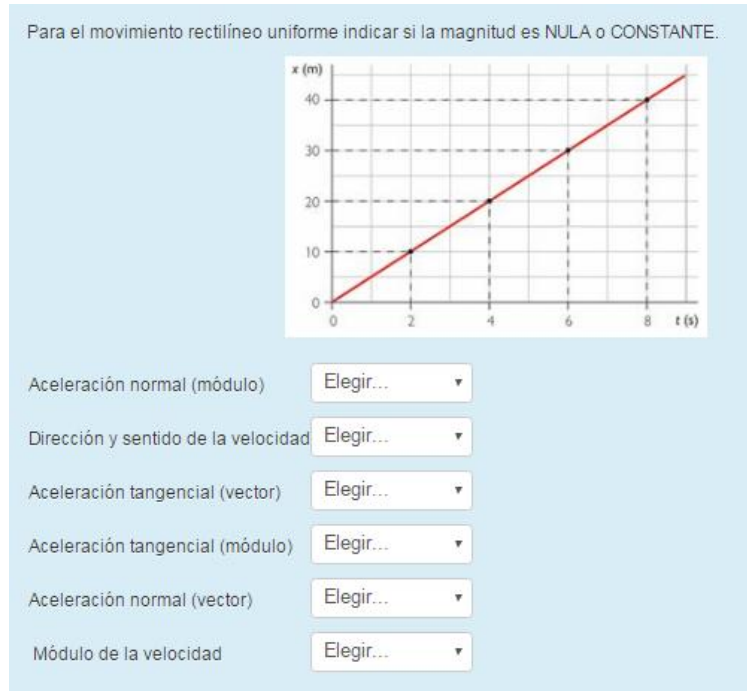 Para el movimiento rectilíneo uniforme indicar si la magnitud es NULA o CONSTANTE.
x (m)
40
30
20
10
0
0 2 4 6 8 t (s)
Aceleración normal (módulo) Elegir...
Dirección y sentido de la velocidad Elegir...
Aceleración tangencial (vector) Elegir...
Aceleración tangencial (módulo) Elegir...
Aceleración normal (vector) Elegir...
Módulo de la velocidad Elegir...